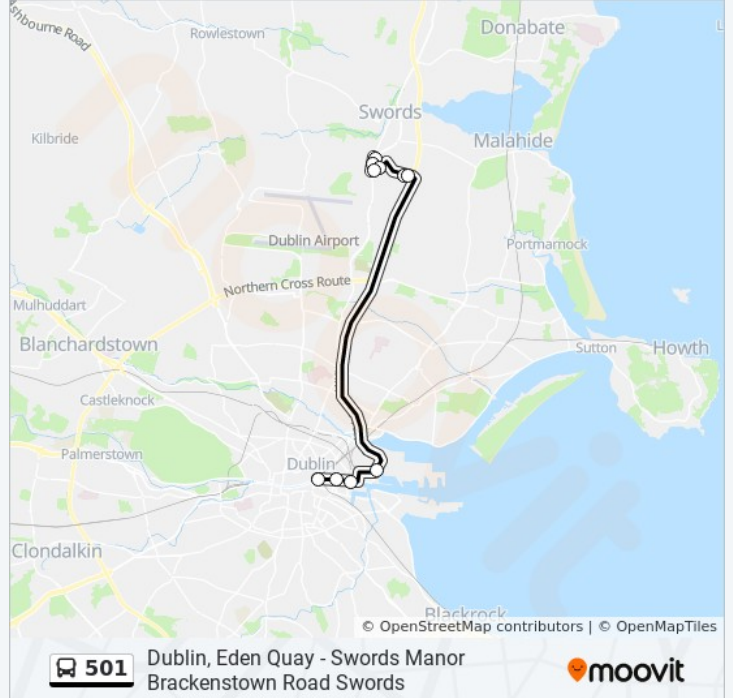 shbourne Road
Rowlestown
Donabate
L
Swords
Kilbride
Malahide
Dublin Airport
Portmarnock
Northern Cross Route
Mulhuddart
Blanchardstown
Sutton
Howth
Castleknock
Palmerstown
Dublin
Clondalkin
Blackrock
© OpenStreetMap contributors | © OpenMapTiles
501
Dublin, Eden Quay - Swords Manor
Brackenstown Road Swords
moovit